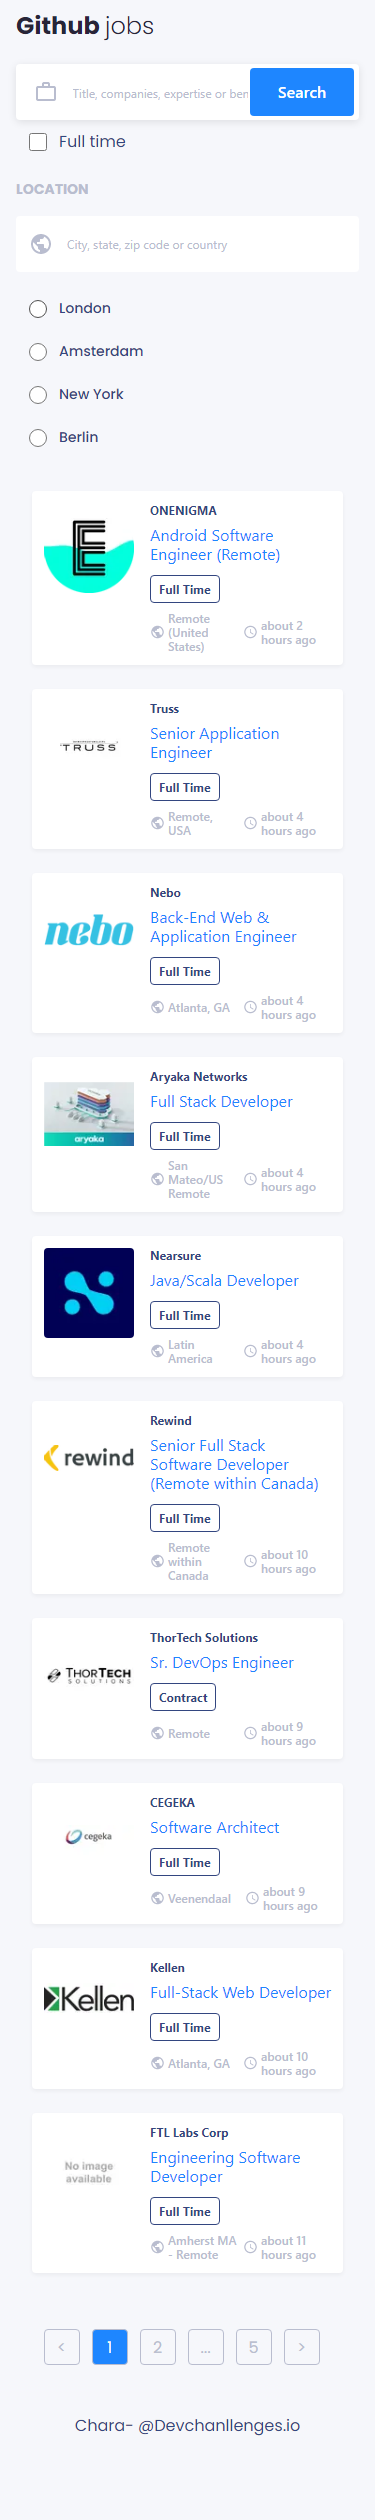 Github jobs
Title, companies, expertise or ben
Search
Full time
LOCATION
City, state, zip code or country
London
Amsterdam
New York
Berlin
E
ONENIGMA
Android Software
Engineer (Remote)
Full Time
Remote
(United
States)
about 2
hours ago
TRUSS
Truss
Senior Application
Engineer
Full Time
Remote,
USA
about 4
hours ago
nebo
Nebo
Back-End Web &
Application Engineer
Full Time
Atlanta, GA
about 4
hours ago
aryaka
Aryaka Networks
Full Stack Developer
Full Time
San
Mateo/US
Remote
about 4
hours ago
Nearsure
Java/Scala Developer
Full Time
Latin
America
about 4
hours ago
rewind
Rewind
Senior Full Stack
Software Developer
(Remote within Canada)
Full Time
Remote
within
Canada
about 10
hours ago
THORTECH
SOLUTIONS
ThorTech Solutions
Sr. DevOps Engineer
Contract
Remote
about 9
hours ago
cegeka
CEGEKA
Software Architect
Full Time
Veenendaal
about 9
hours ago
Kellen
Kellen
Full-Stack Web Developer
Full Time
Atlanta, GA
about 10
hours ago
No image
available
FTL Labs Corp
Engineering Software
Developer
Full Time
Amherst MA
- Remote
about 11
hours ago
< 1 2 ... 5 >
Chara- @Devchanllenges.io